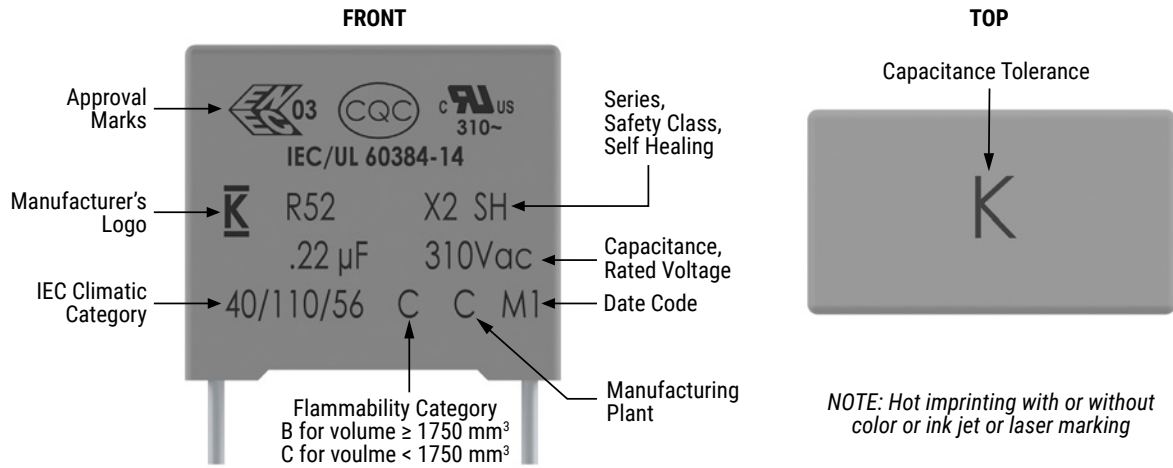 FRONT
TOP
Approval
Marks
EN
EC
03
CQC
C
RU
US
310~
IEC/UL 60384-14
Series,
Safety Class,
Self Healing
Manufacturer's
Logo
K
R52
X2 SH
.22 µF
310Vac
Capacitance,
Rated Voltage
IEC Climatic
Category
40/110/56
C
C
M1
Date Code
Flammability Category
B for volume ≥ 1750 mm³
C for voulme < 1750 mm³
Manufacturing
Plant
Capacitance Tolerance
K
NOTE: Hot imprinting with or without
color or ink jet or laser marking